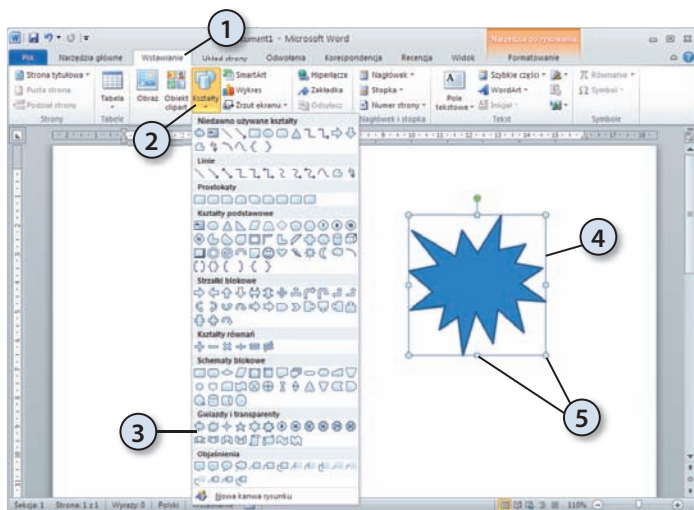 Dokument1 - Microsoft Word
Narzędzia do rysowania
Plik Narzędzia główne Wstawianie Układ strony Odwołania Korespondencja Recenzja Widok Formatowanie
Strona tytułowa
Pusta strona
Podział strony
Strony
Tabela
Tabele
Obraz
Obiekt clipart
Kształty
SmartArt
Wykres
Zrzut ekranu
Hiperłącze
Zakładka
Odsyłacz
Nagłówek
Stopka
Numer strony
Nagłówek i stopka
Pole tekstowe
Szybkie części
WordArt
Inicjał
Tekst
Równanie
Symbol
Symbole
Niedawno używane kształty
Linie
Prostokąty
Kształty podstawowe
Strzałki blokowe
Kształty równań
Schematy blokowe
Gwiazdy i transparenty
Objaśnienia
Nowa kanwa rysunku
1
2
3
4
5
Sekcja: 1 Strona: 1 z 1 Wyrazy: 0 Polski Wstawianie 110%